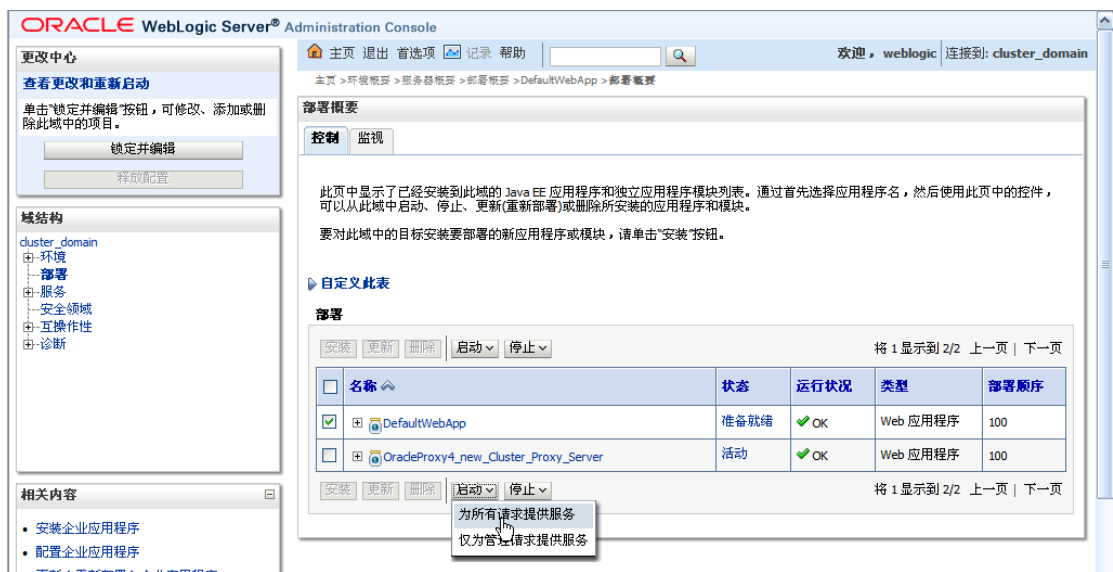 ORACLE WebLogic Server® Administration Console
更改中心
查看更改和重新启动
单击"锁定并编辑"按钮，可修改、添加或删
除此域中的项目。
锁定并编辑
释放配置
域结构
cluster_domain
环境
部署
服务
安全领域
互操作性
诊断
相关内容
安装企业应用程序
配置企业应用程序
主页 退出 首选项 记录 帮助
欢迎，weblogic 连接到: cluster_domain
主页 >环境概要 >服务器概要 >部署概要 >DefaultWebApp >部署概要
部署概要
控制 监视
此页中显示了已经安装到此域的 Java EE 应用程序和独立应用程序模块列表。通过首先选择应用程序名，然后使用此页中的控件，
可以从此域中启动、停止、更新(重新部署)或删除所安装的应用程序和模块。
要对此域中的目标安装要部署的新应用程序或模块，请单击"安装"按钮。
自定义此表
部署
安装 更新 删除 启动 停止 将 1 显示到 2/2 上一页 | 下一页
名称 状态 运行状况 类型 部署顺序
DefaultWebApp 准备就绪 OK Web 应用程序 100
OracleProxy4_new_Cluster_Proxy_Server 活动 OK Web 应用程序 100
安装 更新 删除 启动 停止 将 1 显示到 2/2 上一页 | 下一页
为所有请求提供服务
仅为管理请求提供服务